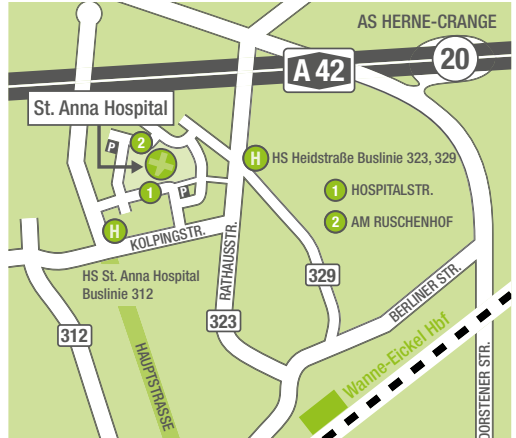 AS HERNE-CRANGE
20
A 42
St. Anna Hospital
P
2
H
HS Heidstraße Buslinie 323, 329
1
P
1 HOSPITALSTR.
2 AM RUSCHENHOF
H
KOLPINGSTR.
HS St. Anna Hospital
Buslinie 312
RATHAUSSTR.
329
BERLINER STR.
323
312
HAUPTSTRASSE
Wanne-Eickel Hbf
DORSTENER STR.